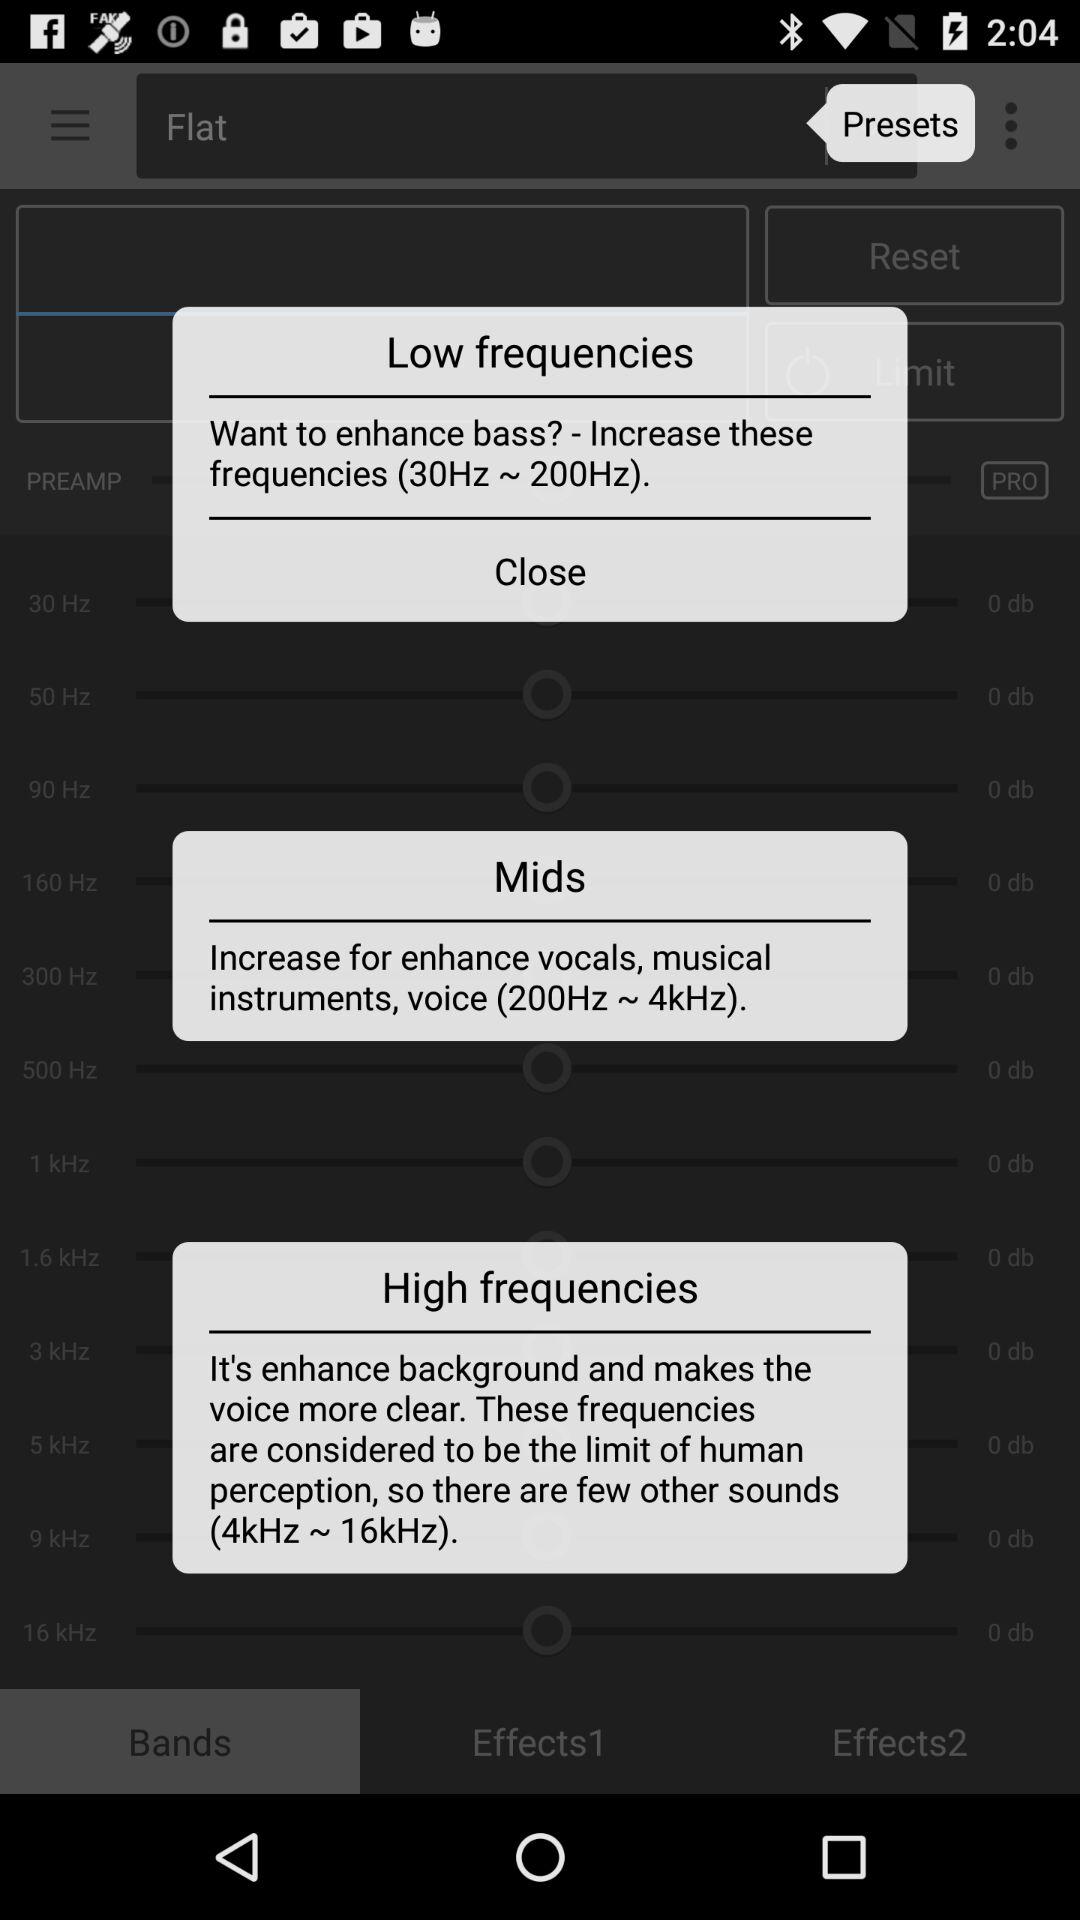 FAKE
2:04
Flat
Presets
Reset
Limit
Low frequencies
Want to enhance bass? - Increase these
frequencies (30Hz ~ 200Hz).
Close
PREAMP
PRO
30 Hz
0 db
50 Hz
0 db
90 Hz
0 db
160 Hz
0 db
Mids
Increase for enhance vocals, musical
instruments, voice (200Hz ~ 4kHz).
300 Hz
0 db
500 Hz
0 db
1 kHz
0 db
1.6 kHz
0 db
High frequencies
It's enhance background and makes the
voice more clear. These frequencies
are considered to be the limit of human
perception, so there are few other sounds
(4kHz ~ 16kHz).
3 kHz
0 db
5 kHz
0 db
9 kHz
0 db
16 kHz
0 db
Bands
Effects1
Effects2